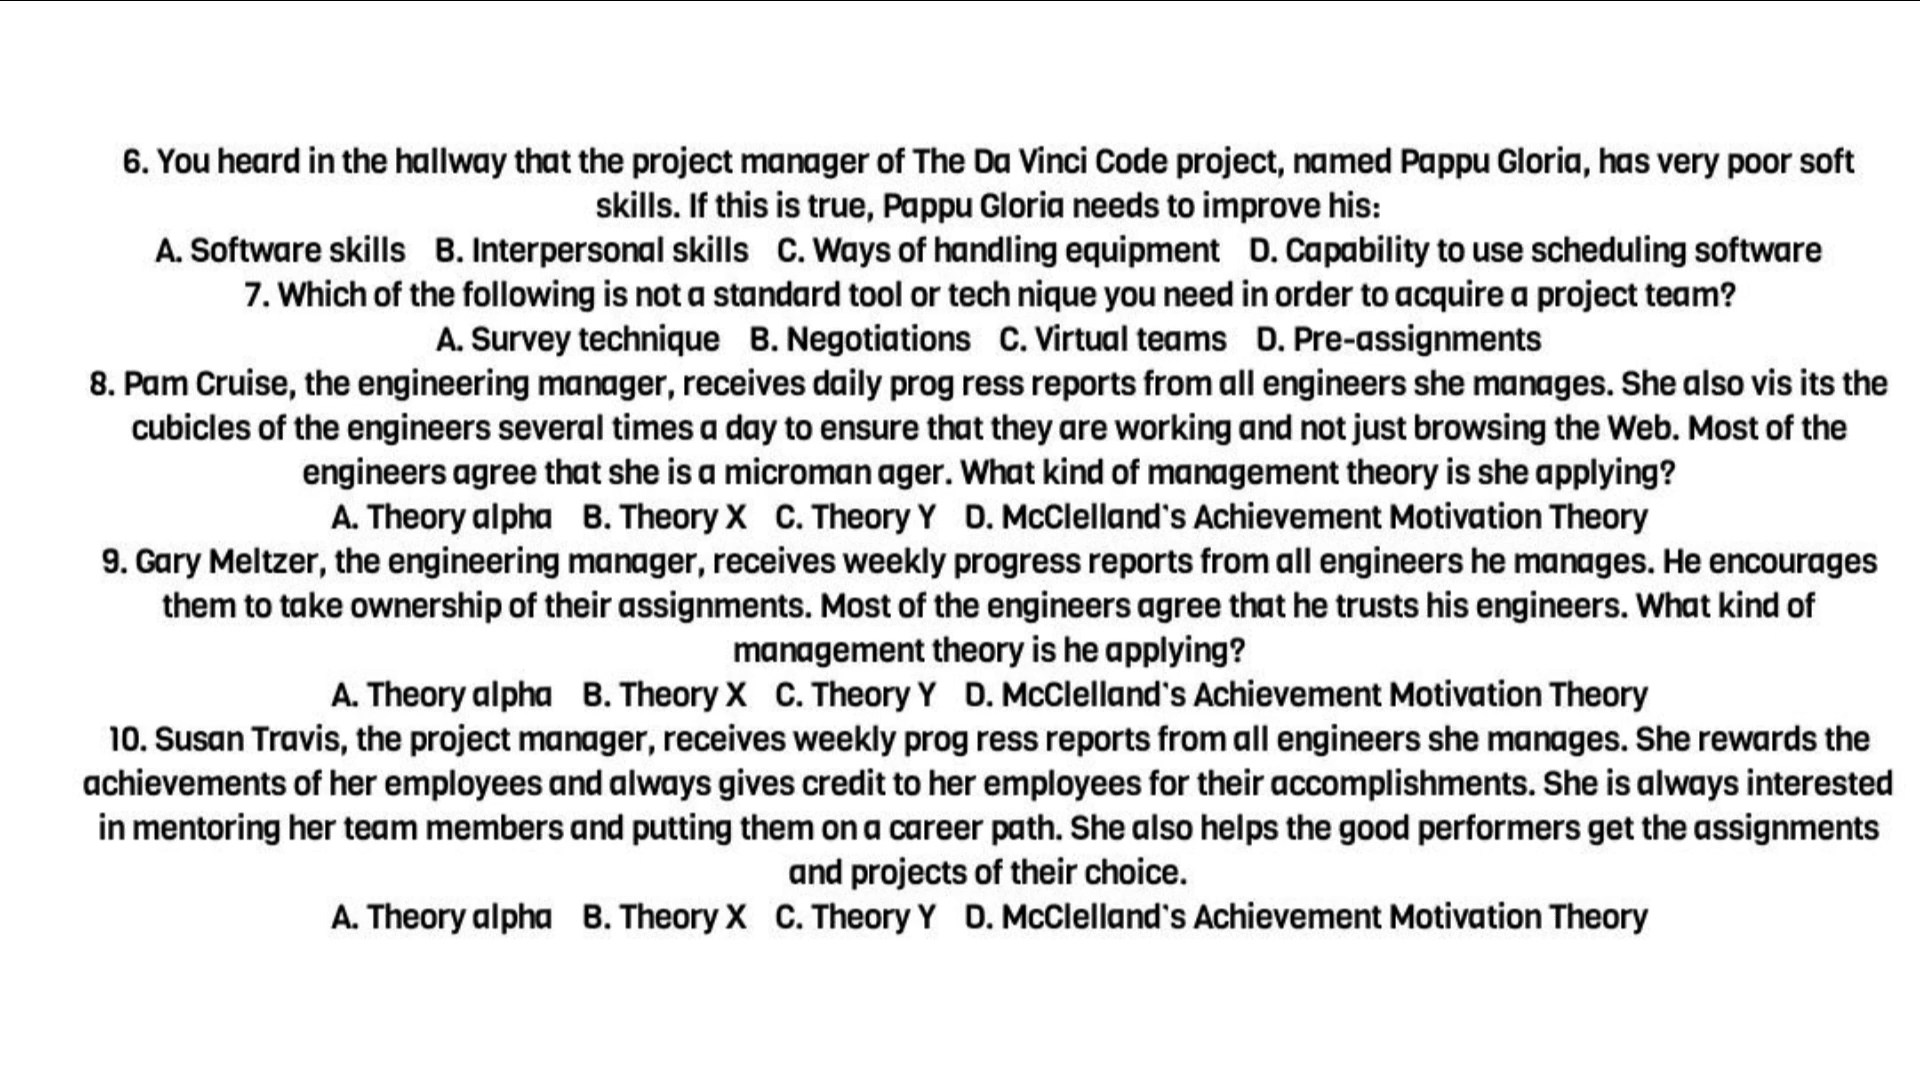 6. You heard in the hallway that the project manager of The Da Vinci Code project, named Pappu Gloria, has very poor soft
skills. If this is true, Pappu Gloria needs to improve his:
A. Software skills B. Interpersonal skills C. Ways of handling equipment D. Capability to use scheduling software
7. Which of the following is not a standard tool or tech nique you need in order to acquire a project team?
A. Survey technique B. Negotiations C. Virtual teams D. Pre-assignments
8. Pam Cruise, the engineering manager, receives daily prog ress reports from all engineers she manages. She also vis its the
cubicles of the engineers several times a day to ensure that they are working and not just browsing the Web. Most of the
engineers agree that she is a microman ager. What kind of management theory is she applying?
A. Theory alpha B. Theory X C. Theory Y D. McClelland's Achievement Motivation Theory
9. Gary Meltzer, the engineering manager, receives weekly progress reports from all engineers he manages. He encourages
them to take ownership of their assignments. Most of the engineers agree that he trusts his engineers. What kind of
management theory is he applying?
A. Theory alpha B. Theory X C. Theory Y D. McClelland's Achievement Motivation Theory
10. Susan Travis, the project manager, receives weekly prog ress reports from all engineers she manages. She rewards the
achievements of her employees and always gives credit to her employees for their accomplishments. She is always interested
in mentoring her team members and putting them on a career path. She also helps the good performers get the assignments
and projects of their choice.
A. Theory alpha B. Theory X C. Theory Y D. McClelland's Achievement Motivation Theory